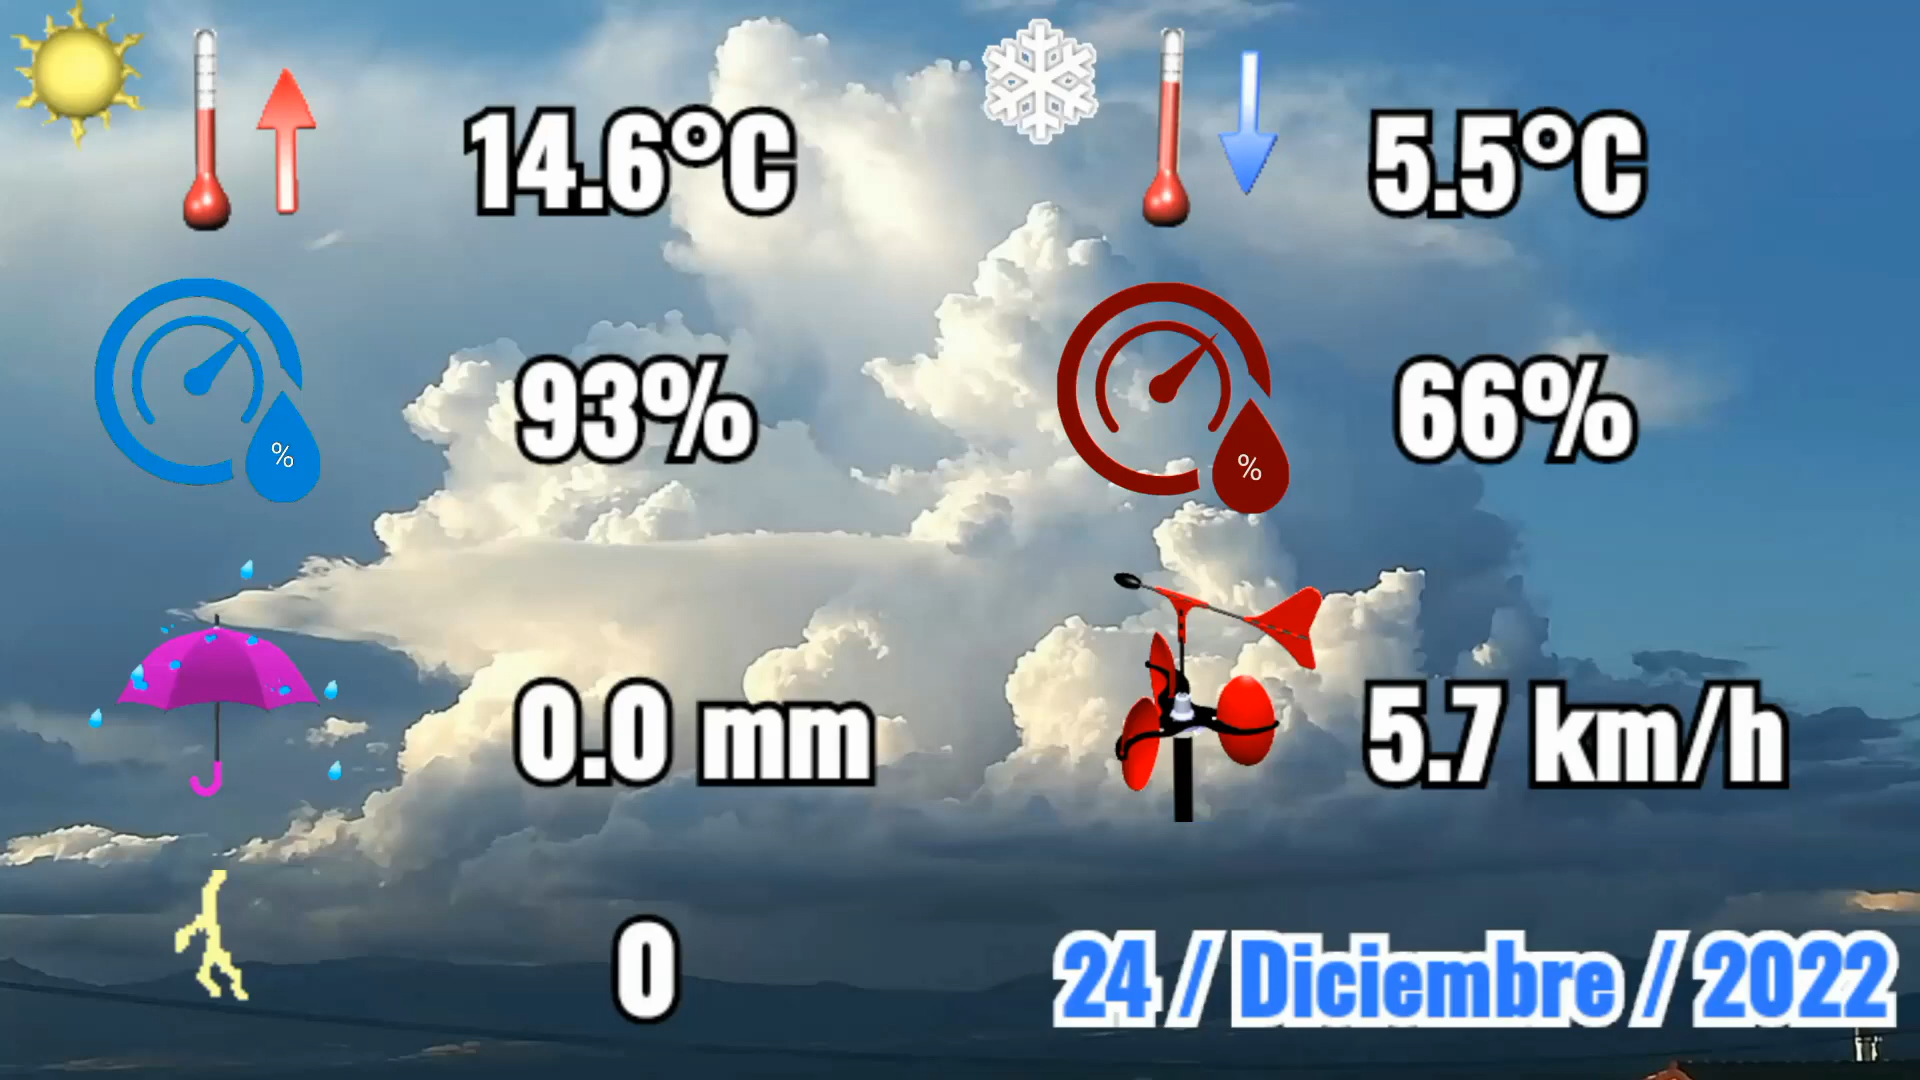 14.6°C
5.5°C
93%
66%
%
%
0.0 mm
5.7 km/h
0
24 / Diciembre / 2022